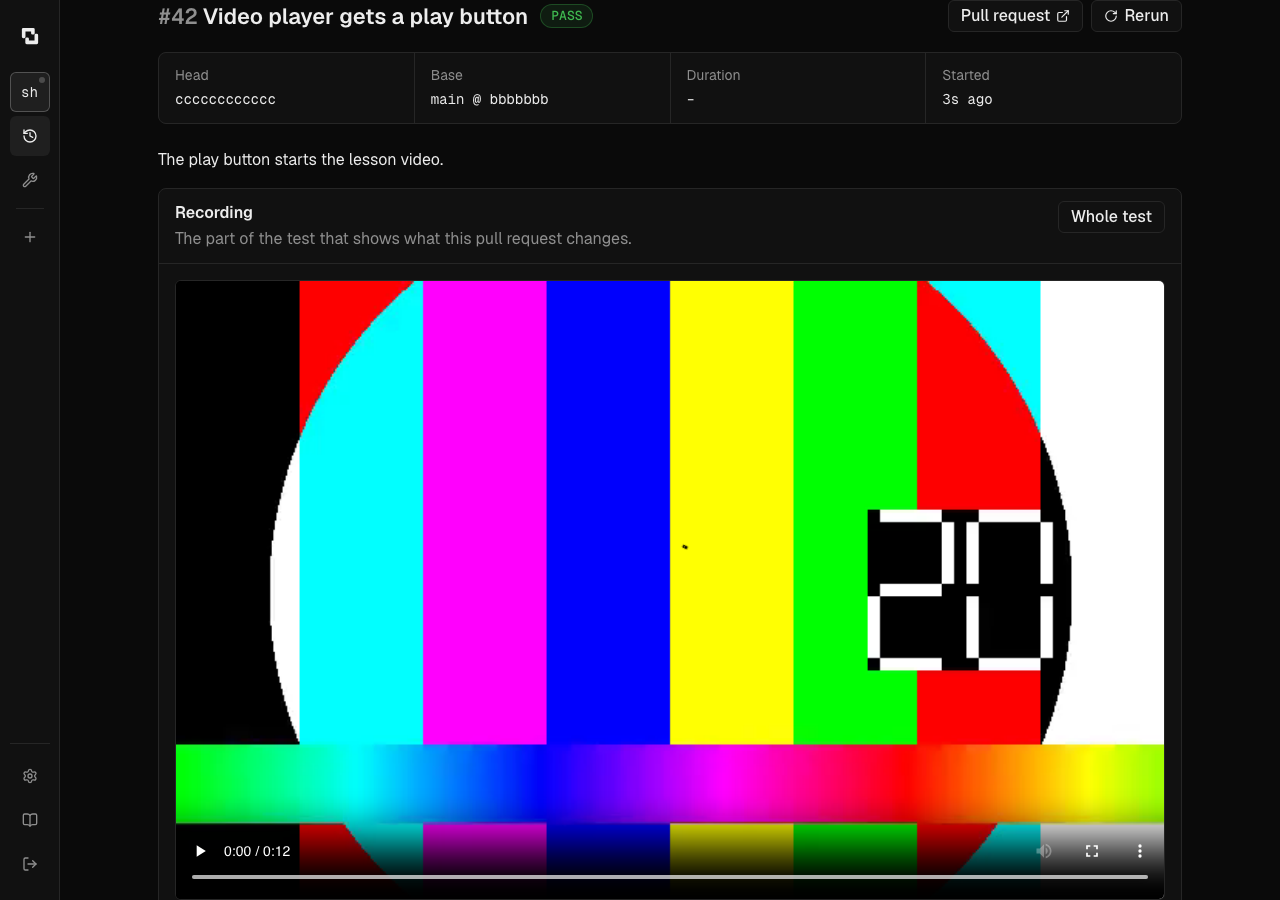 #42 Video player gets a play button
PASS
Pull request
Rerun
sh
Head
cccccccccccc
Base
main @ bbbbbbb
Duration
–
Started
3s ago
The play button starts the lesson video.
Recording
The part of the test that shows what this pull request changes.
Whole test
20
0:00 / 0:12